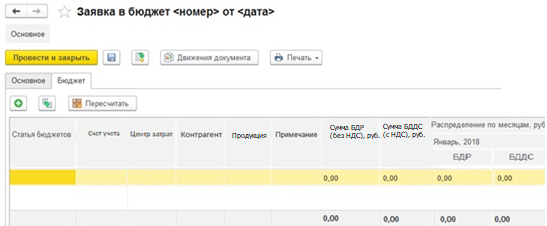 Заявка в бюджет <номер> от <дата>
Основное
Провести и закрыть Движения документа Печать
Основное Бюджет
Пересчитать
Статья бюджетов Счет учета Центр затрат Контрагент Продукция Примечание Сумма БДР (без НДС), руб. Сумма БДДС (с НДС), руб. Распределение по месяцам, руб
Январь, 2018
БДР БДДС
0,00 0,00 0,00 0,00
0,00 0,00 0,00 0,00